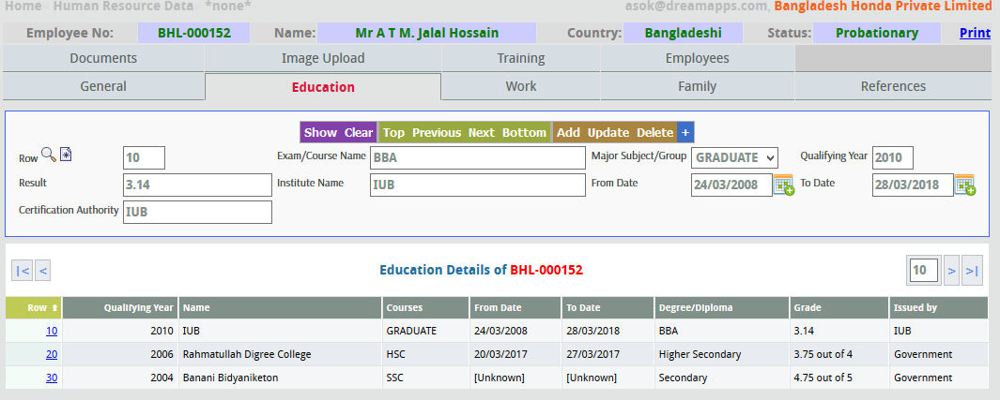 Home Human Resource Data *none* asok@dreamapps.com, Bangladesh Honda Private Limited
Employee No: BHL-000152 Name: Mr A T M. Jalal Hossain Country: Bangladeshi Status: Probationary Print
Documents Image Upload Training Employees
General Education Work Family References
Show Clear Top Previous Next Bottom Add Update Delete +
Row 10 Exam/Course Name BBA Major Subject/Group GRADUATE Qualifying Year 2010
Result 3.14 Institute Name IUB From Date 24/03/2008 To Date 28/03/2018
Certification Authority IUB
|< < Education Details of BHL-000152 10 > >|
Row Qualifying Year Name Courses From Date To Date Degree/Diploma Grade Issued by
10 2010 IUB GRADUATE 24/03/2008 28/03/2018 BBA 3.14 IUB
20 2006 Rahmatullah Digree College HSC 20/03/2017 27/03/2017 Higher Secondary 3.75 out of 4 Government
30 2004 Banani Bidyaniketon SSC [Unknown] [Unknown] Secondary 4.75 out of 5 Government